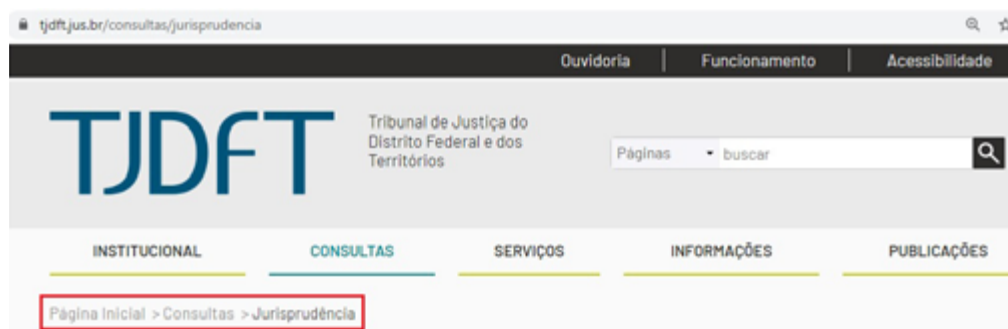 tjdft.jus.br/consultas/jurisprudencia
Ouvidoria | Funcionamento | Acessibilidade
TJDFT
Tribunal de Justiça do
Distrito Federal e dos
Territórios
Páginas buscar
INSTITUCIONAL CONSULTAS SERVIÇOS INFORMAÇÕES PUBLICAÇÕES
Página Inicial > Consultas > Jurisprudência